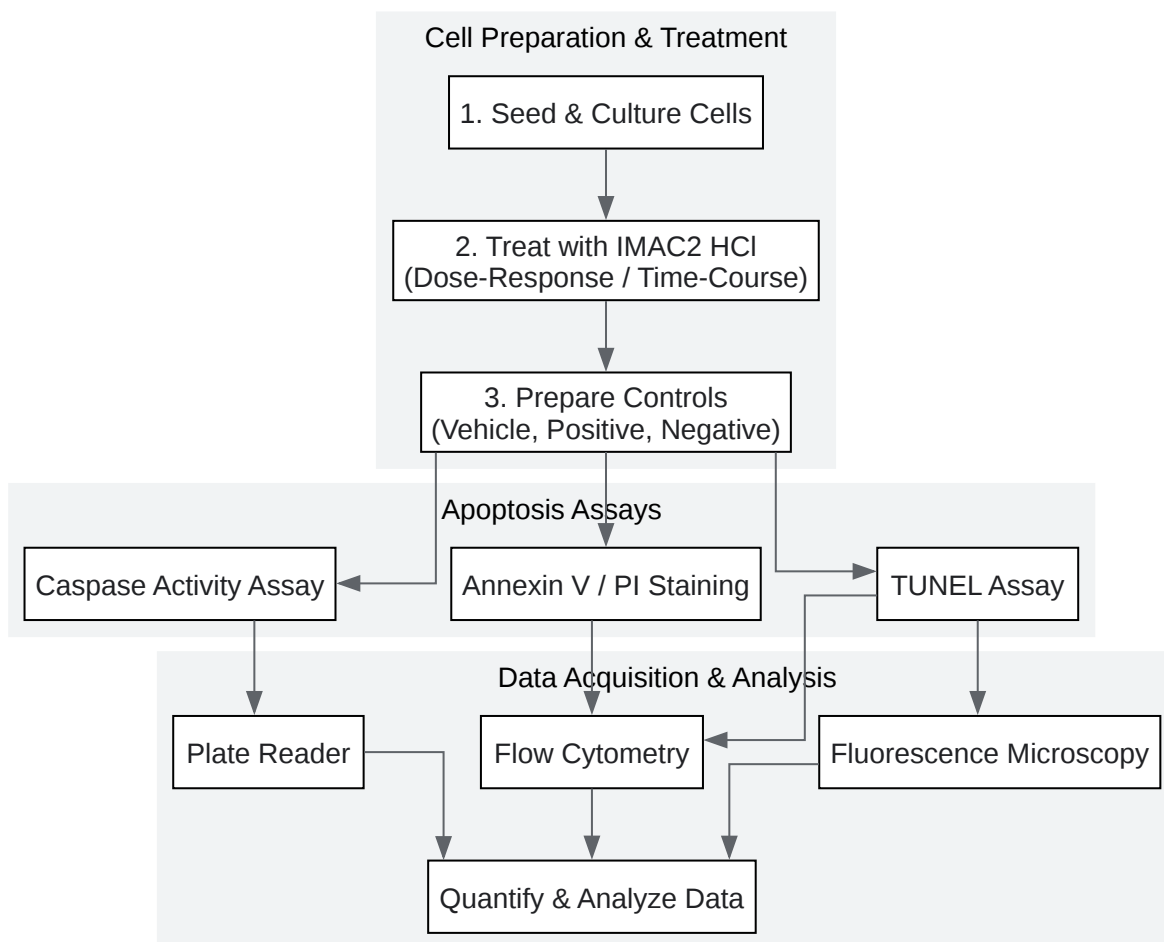 Cell Preparation & Treatment
1. Seed & Culture Cells
2. Treat with IMAC2 HCl
(Dose-Response / Time-Course)
3. Prepare Controls
(Vehicle, Positive, Negative)
Apoptosis Assays
Caspase Activity Assay
Annexin V / PI Staining
TUNEL Assay
Data Acquisition & Analysis
Plate Reader
Flow Cytometry
Fluorescence Microscopy
Quantify & Analyze Data